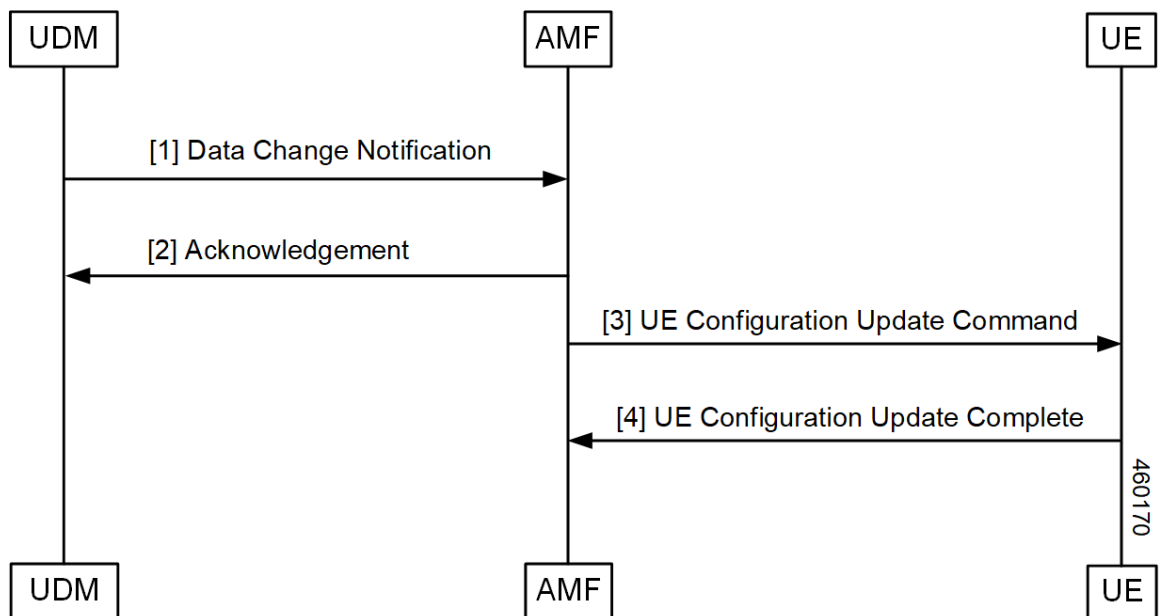 UDM
AMF
UE
[1] Data Change Notification
[2] Acknowledgement
[3] UE Configuration Update Command
[4] UE Configuration Update Complete
460170
UDM
AMF
UE